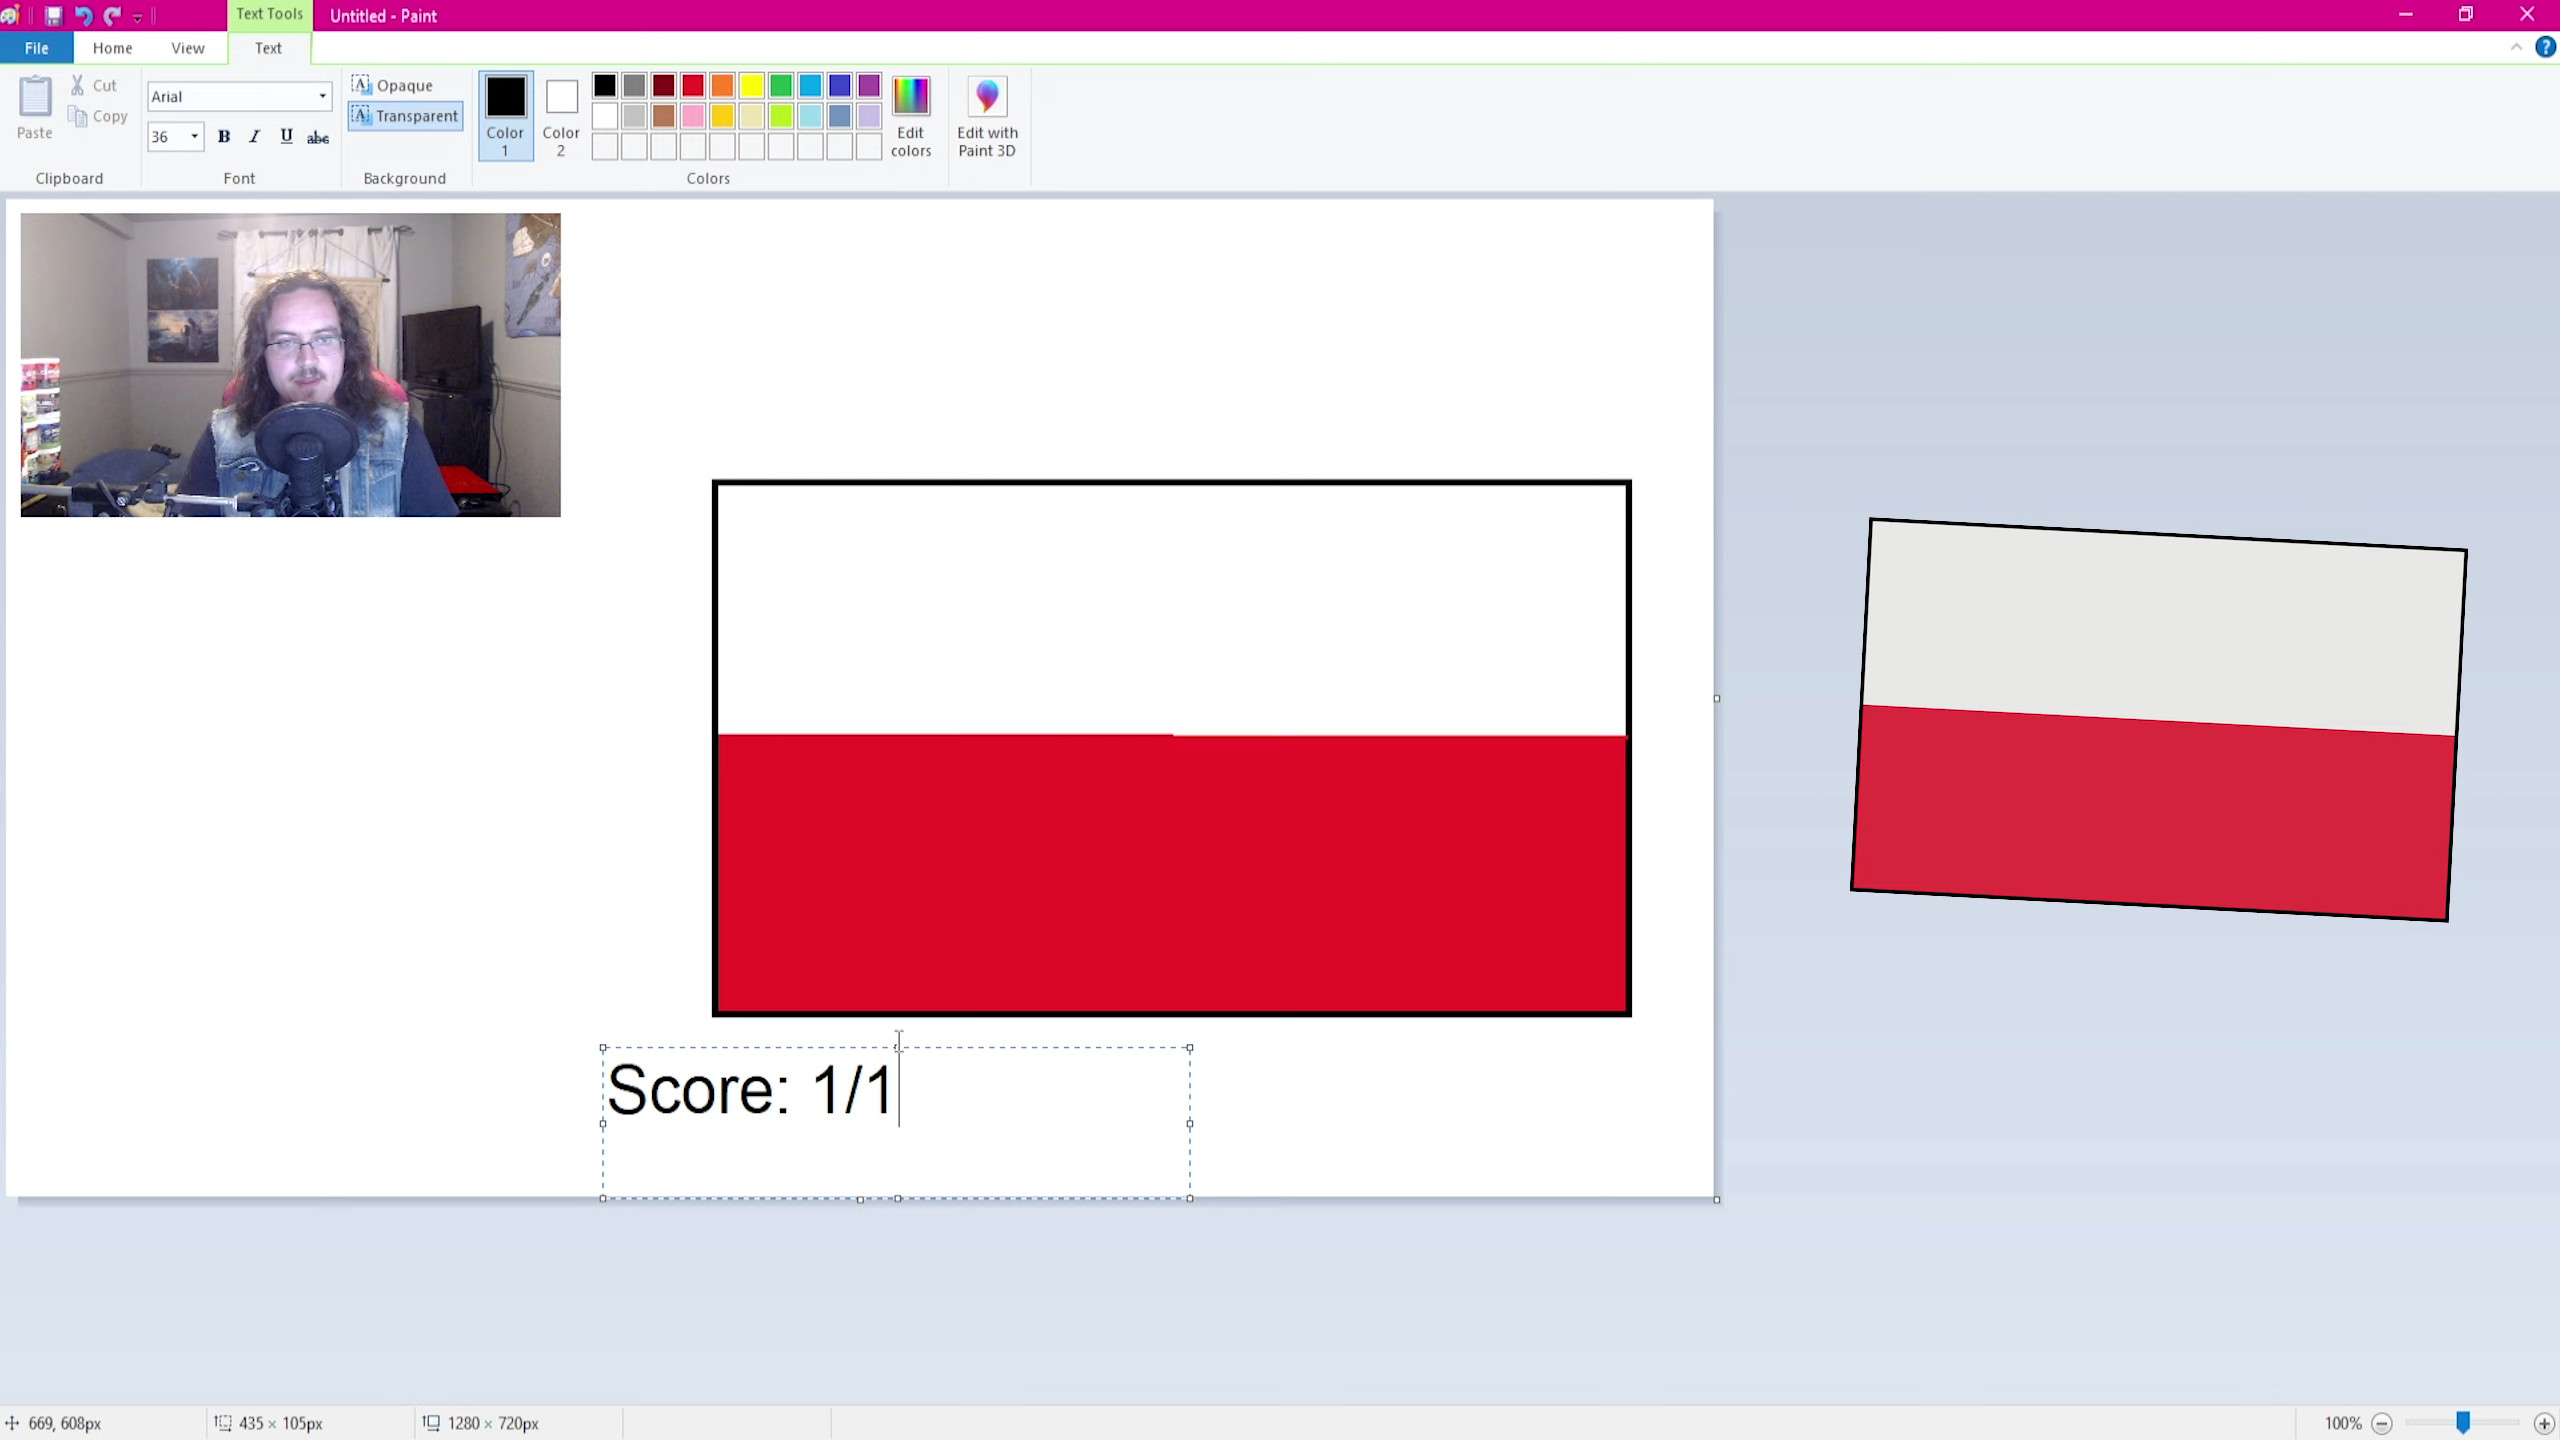 Text Tools
Untitled - Paint
File
Home
View
Text
Paste
Cut
Copy
Clipboard
Arial
36
B
I
U
abc
Font
A Opaque
A Transparent
Background
Color
1
Color
2
Edit
colors
Colors
Edit with
Paint 3D
Score: 1/1
669, 608px
435 × 105px
1280 × 720px
100%